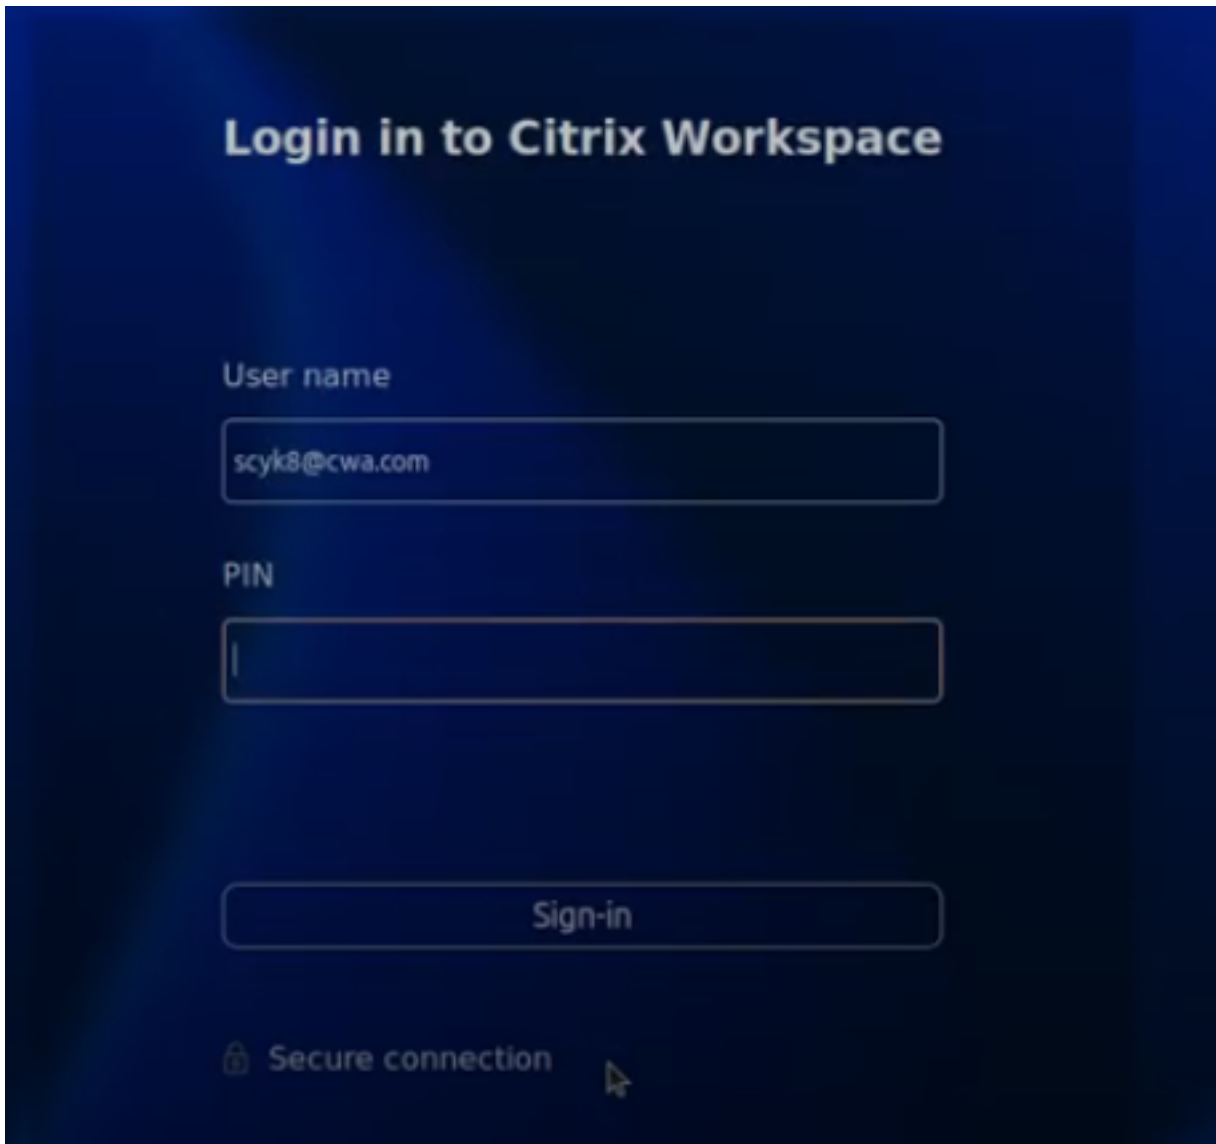 Login in to Citrix Workspace
User name
scyk8@cwa.com
PIN
Sign-in
Secure connection